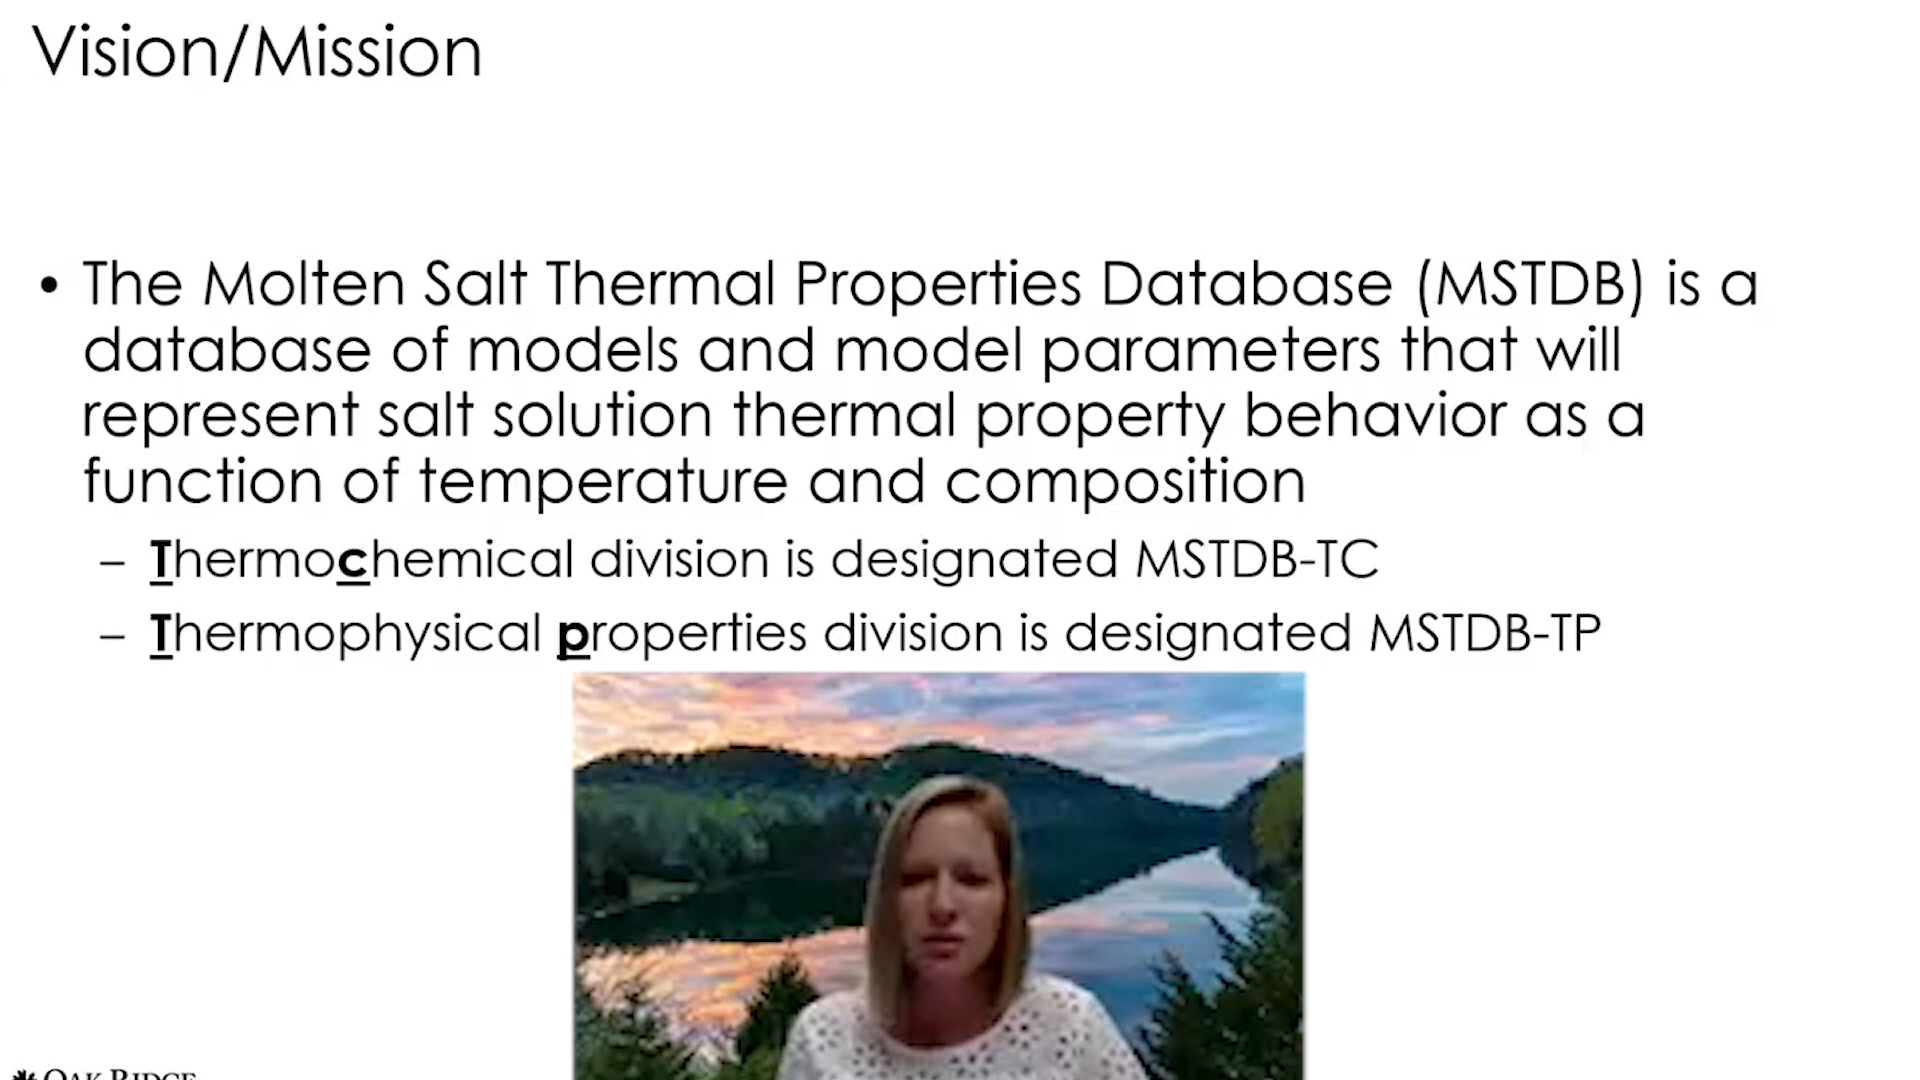 Vision/Mission
• The Molten Salt Thermal Properties Database (MSTDB) is a
database of models and model parameters that will
represent salt solution thermal property behavior as a
function of temperature and composition
– Thermochemical division is designated MSTDB-TC
– Thermophysical properties division is designated MSTDB-TP
OAK RIDGE